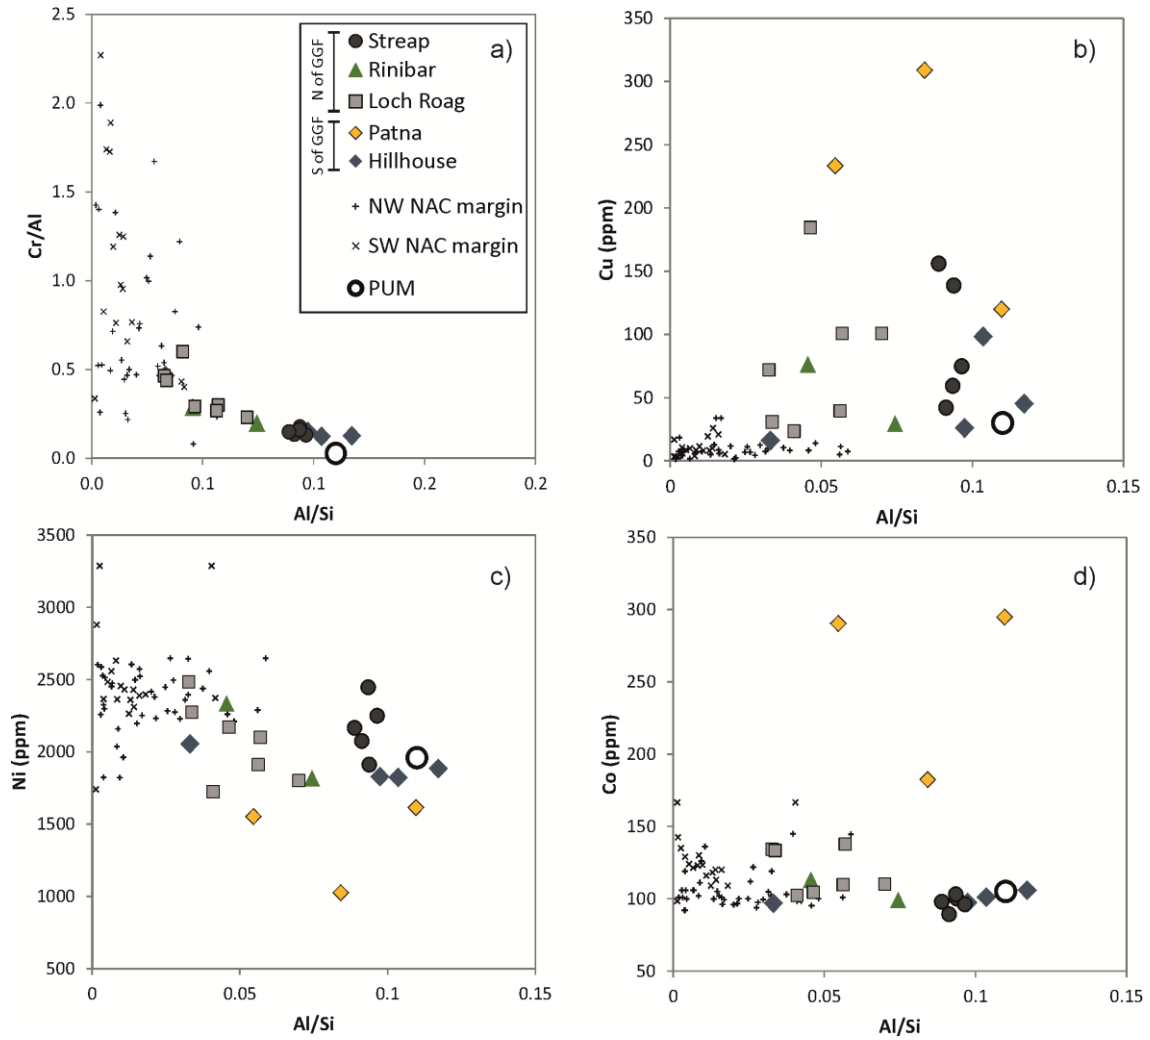 2.5
2.0
1.5
1.0
0.5
0.0
Cr/Al
a)
N of GGF
S of GGF
Streap
Rinibar
Loch Roag
Patna
Hillhouse
NW NAC margin
SW NAC margin
PUM
0.0 0.1 0.1 0.2 0.2
Al/Si
350
300
250
200
150
100
50
0
Cu (ppm)
b)
0 0.05 0.1 0.15
Al/Si
3500
3000
2500
2000
1500
1000
500
Ni (ppm)
c)
0 0.05 0.1 0.15
Al/Si
350
300
250
200
150
100
50
Co (ppm)
d)
0 0.05 0.1 0.15
Al/Si